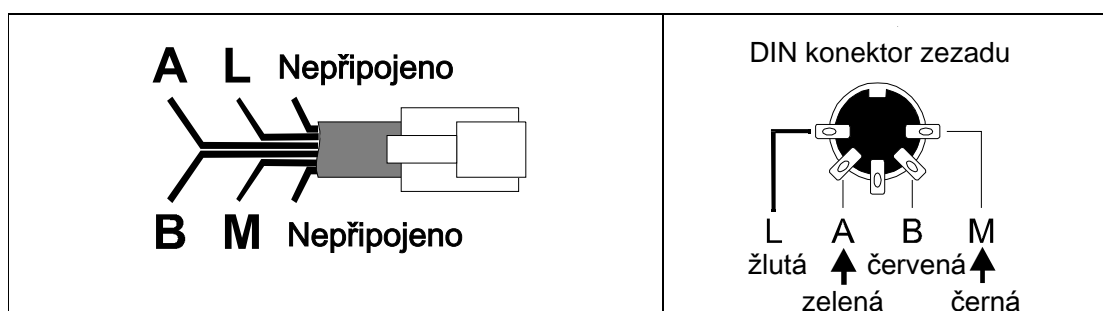 A L Nepřipojeno
B M Nepřipojeno
DIN konektor zezadu
L A B M
žlutá červená
zelená černá